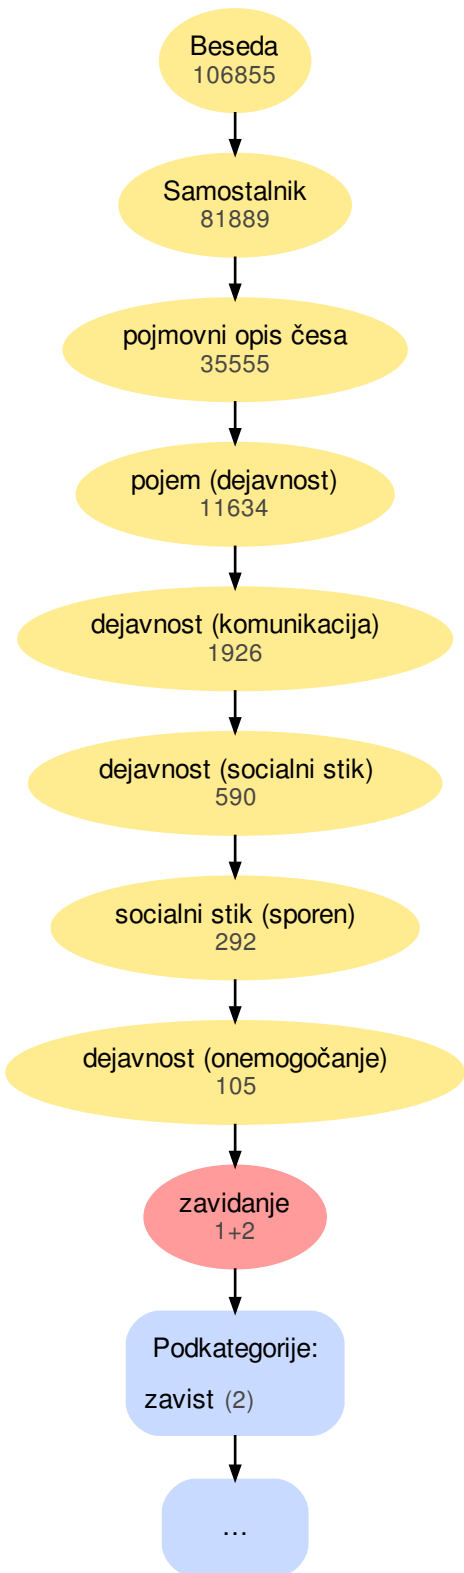 Beseda
106855
Samostalnik
81889
pojmovni opis česa
35555
pojem (dejavnost)
11634
dejavnost (komunikacija)
1926
dejavnost (socialni stik)
590
socialni stik (sporen)
292
dejavnost (onemogočanje)
105
zavidanje
1+2
Podkategorije:
zavist (2)
...